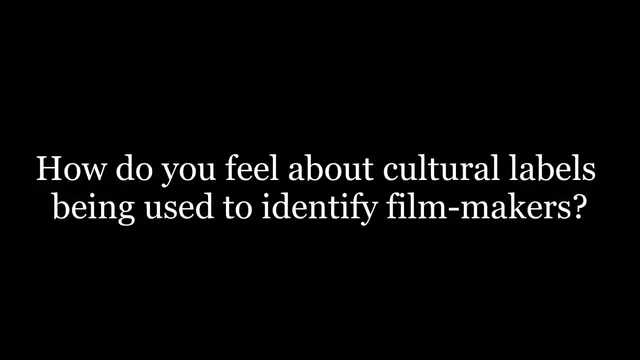 How do you feel about cultural labels
being used to identify film-makers?